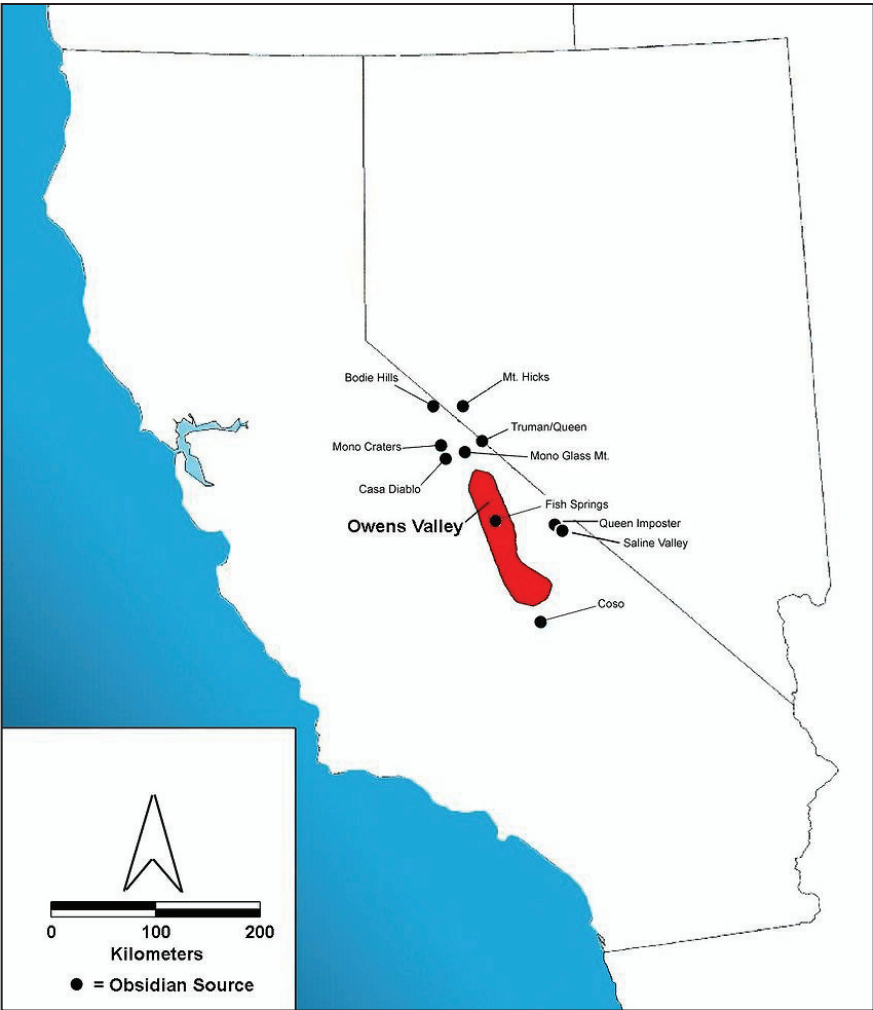 Bodie Hills
Mt. Hicks
Truman/Queen
Mono Craters
Mono Glass Mt.
Casa Diablo
Fish Springs
Owens Valley
Queen Imposter
Saline Valley
Coso
0 100 200
Kilometers
= Obsidian Source